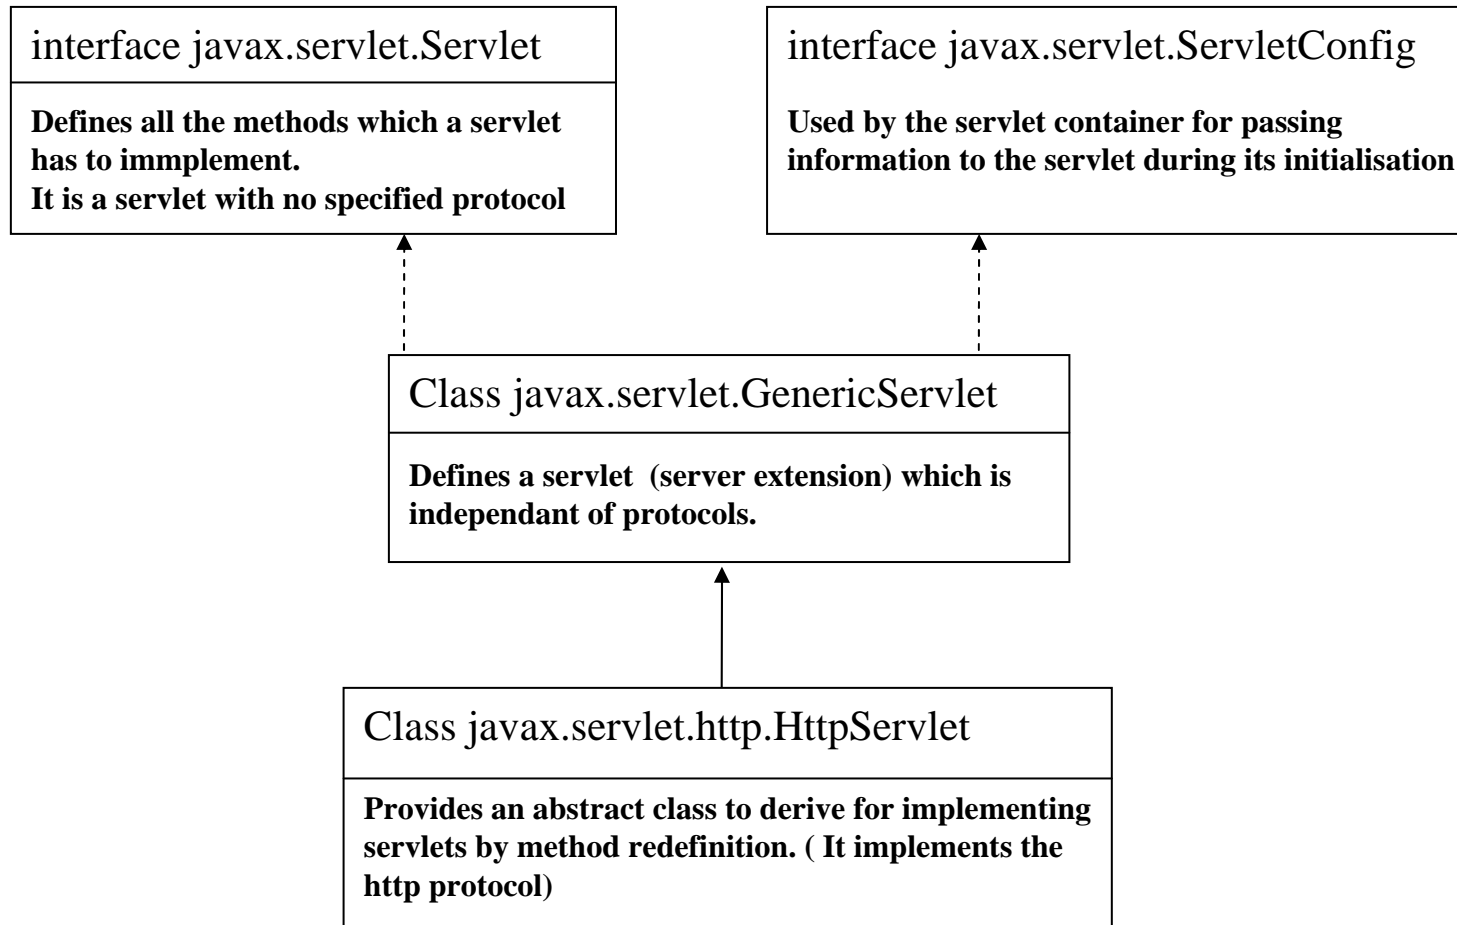 interface javax.servlet.Servlet
Defines all the methods which a servlet
has to immplement.
It is a servlet with no specified protocol
interface javax.servlet.ServletConfig
Used by the servlet container for passing
information to the servlet during its initialisation
Class javax.servlet.GenericServlet
Defines a servlet (server extension) which is
independant of protocols.
Class javax.servlet.http.HttpServlet
Provides an abstract class to derive for implementing
servlets by method redefinition. ( It implements the
http protocol)